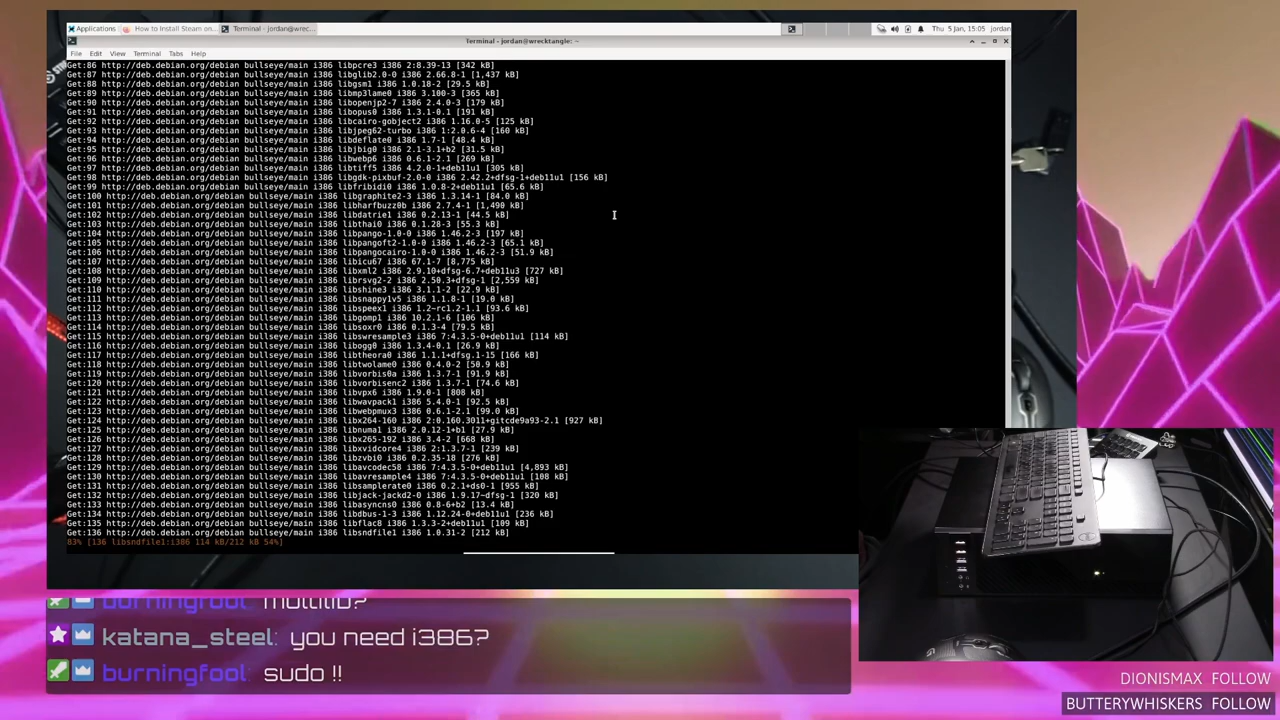 Applications
How to Install Steam on...
Terminal - jordan@wrec...
Thu 5 Jan, 15:05 jordan
Terminal - jordan@wrecktangle: ~
File Edit View Terminal Tabs Help
Get:86 http://deb.debian.org/debian bullseye/main i386 libpcre3 i386 2:8.39-13 [342 kB]
Get:87 http://deb.debian.org/debian bullseye/main i386 libglib2.0-0 i386 2.66.8-1 [1,437 kB]
Get:88 http://deb.debian.org/debian bullseye/main i386 libgsm1 i386 1.0.18-2 [29.5 kB]
Get:89 http://deb.debian.org/debian bullseye/main i386 libmp3lame0 i386 3.100-3 [365 kB]
Get:90 http://deb.debian.org/debian bullseye/main i386 libopenjp2-7 i386 2.4.0-3 [179 kB]
Get:91 http://deb.debian.org/debian bullseye/main i386 libopus0 i386 1.3.1-0.1 [191 kB]
Get:92 http://deb.debian.org/debian bullseye/main i386 libcairo-gobject2 i386 1.16.0-5 [125 kB]
Get:93 http://deb.debian.org/debian bullseye/main i386 libjpeg62-turbo i386 1:2.0.6-4 [160 kB]
Get:94 http://deb.debian.org/debian bullseye/main i386 libdeflate0 i386 1.7-1 [48.4 kB]
Get:95 http://deb.debian.org/debian bullseye/main i386 libjbig0 i386 2.1-3.1+b2 [31.5 kB]
Get:96 http://deb.debian.org/debian bullseye/main i386 libwebp6 i386 0.6.1-2.1 [269 kB]
Get:97 http://deb.debian.org/debian bullseye/main i386 libtiff5 i386 4.2.0-1+deb11u1 [305 kB]
Get:98 http://deb.debian.org/debian bullseye/main i386 libgdk-pixbuf-2.0-0 i386 2.42.2+dfsg-1+deb11u1 [156 kB]
Get:99 http://deb.debian.org/debian bullseye/main i386 libfribidi0 i386 1.0.8-2+deb11u1 [65.6 kB]
Get:100 http://deb.debian.org/debian bullseye/main i386 libgraphite2-3 i386 1.3.14-1 [84.0 kB]
Get:101 http://deb.debian.org/debian bullseye/main i386 libharfbuzz0b i386 2.7.4-1 [1,490 kB]
Get:102 http://deb.debian.org/debian bullseye/main i386 libdatrie1 i386 0.2.13-1 [44.5 kB]
Get:103 http://deb.debian.org/debian bullseye/main i386 libthai0 i386 0.1.28-3 [55.3 kB]
Get:104 http://deb.debian.org/debian bullseye/main i386 libpango-1.0-0 i386 1.46.2-3 [197 kB]
Get:105 http://deb.debian.org/debian bullseye/main i386 libpangoft2-1.0-0 i386 1.46.2-3 [65.1 kB]
Get:106 http://deb.debian.org/debian bullseye/main i386 libpangocairo-1.0-0 i386 1.46.2-3 [51.9 kB]
Get:107 http://deb.debian.org/debian bullseye/main i386 libicu67 i386 67.1-7 [8,775 kB]
Get:108 http://deb.debian.org/debian bullseye/main i386 libxml2 i386 2.9.10+dfsg-6.7+deb11u3 [727 kB]
Get:109 http://deb.debian.org/debian bullseye/main i386 librsvg2-2 i386 2.50.3+dfsg-1 [2,559 kB]
Get:110 http://deb.debian.org/debian bullseye/main i386 libshine3 i386 3.1.1-2 [22.9 kB]
Get:111 http://deb.debian.org/debian bullseye/main i386 libsnappy1v5 i386 1.1.8-1 [19.0 kB]
Get:112 http://deb.debian.org/debian bullseye/main i386 libspeex1 i386 1.2~rc1.2-1.1 [93.6 kB]
Get:113 http://deb.debian.org/debian bullseye/main i386 libgomp1 i386 10.2.1-6 [106 kB]
Get:114 http://deb.debian.org/debian bullseye/main i386 libsoxr0 i386 0.1.3-4 [79.5 kB]
Get:115 http://deb.debian.org/debian bullseye/main i386 libswresample3 i386 7:4.3.5-0+deb11u1 [114 kB]
Get:116 http://deb.debian.org/debian bullseye/main i386 libogg0 i386 1.3.4-0.1 [26.9 kB]
Get:117 http://deb.debian.org/debian bullseye/main i386 libtheora0 i386 1.1.1+dfsg.1-15 [166 kB]
Get:118 http://deb.debian.org/debian bullseye/main i386 libtwolame0 i386 0.4.0-2 [50.9 kB]
Get:119 http://deb.debian.org/debian bullseye/main i386 libvorbis0a i386 1.3.7-1 [91.9 kB]
Get:120 http://deb.debian.org/debian bullseye/main i386 libvorbisenc2 i386 1.3.7-1 [74.6 kB]
Get:121 http://deb.debian.org/debian bullseye/main i386 libvpx6 i386 1.9.0-1 [808 kB]
Get:122 http://deb.debian.org/debian bullseye/main i386 libwavpack1 i386 5.4.0-1 [92.5 kB]
Get:123 http://deb.debian.org/debian bullseye/main i386 libwebpmux3 i386 0.6.1-2.1 [99.0 kB]
Get:124 http://deb.debian.org/debian bullseye/main i386 libx264-160 i386 2:0.160.3011+gitcde9a93-2.1 [927 kB]
Get:125 http://deb.debian.org/debian bullseye/main i386 libnuma1 i386 2.0.12-1+b1 [27.9 kB]
Get:126 http://deb.debian.org/debian bullseye/main i386 libx265-192 i386 3.4-2 [668 kB]
Get:127 http://deb.debian.org/debian bullseye/main i386 libxvidcore4 i386 2:1.3.7-1 [239 kB]
Get:128 http://deb.debian.org/debian bullseye/main i386 libzvbi0 i386 0.2.35-18 [276 kB]
Get:129 http://deb.debian.org/debian bullseye/main i386 libavcodec58 i386 7:4.3.5-0+deb11u1 [4,893 kB]
Get:130 http://deb.debian.org/debian bullseye/main i386 libavresample4 i386 7:4.3.5-0+deb11u1 [108 kB]
Get:131 http://deb.debian.org/debian bullseye/main i386 libsamplerate0 i386 0.2.1+ds0-1 [955 kB]
Get:132 http://deb.debian.org/debian bullseye/main i386 libjack-jackd2-0 i386 1.9.17~dfsg-1 [320 kB]
Get:133 http://deb.debian.org/debian bullseye/main i386 libasyncns0 i386 0.8-6+b2 [13.4 kB]
Get:134 http://deb.debian.org/debian bullseye/main i386 libdbus-1-3 i386 1.12.24-0+deb11u1 [236 kB]
Get:135 http://deb.debian.org/debian bullseye/main i386 libflac8 i386 1.3.3-2+deb11u1 [109 kB]
Get:136 http://deb.debian.org/debian bullseye/main i386 libsndfile1 i386 1.0.31-2 [212 kB]
83% [136 libsndfile1:i386 114 kB/212 kB 54%]
burningfool: multilib?
katana_steel: you need i386?
burningfool: sudo !!
DIONISMAX FOLLOW
BUTTERYWHISKERS FOLLOW